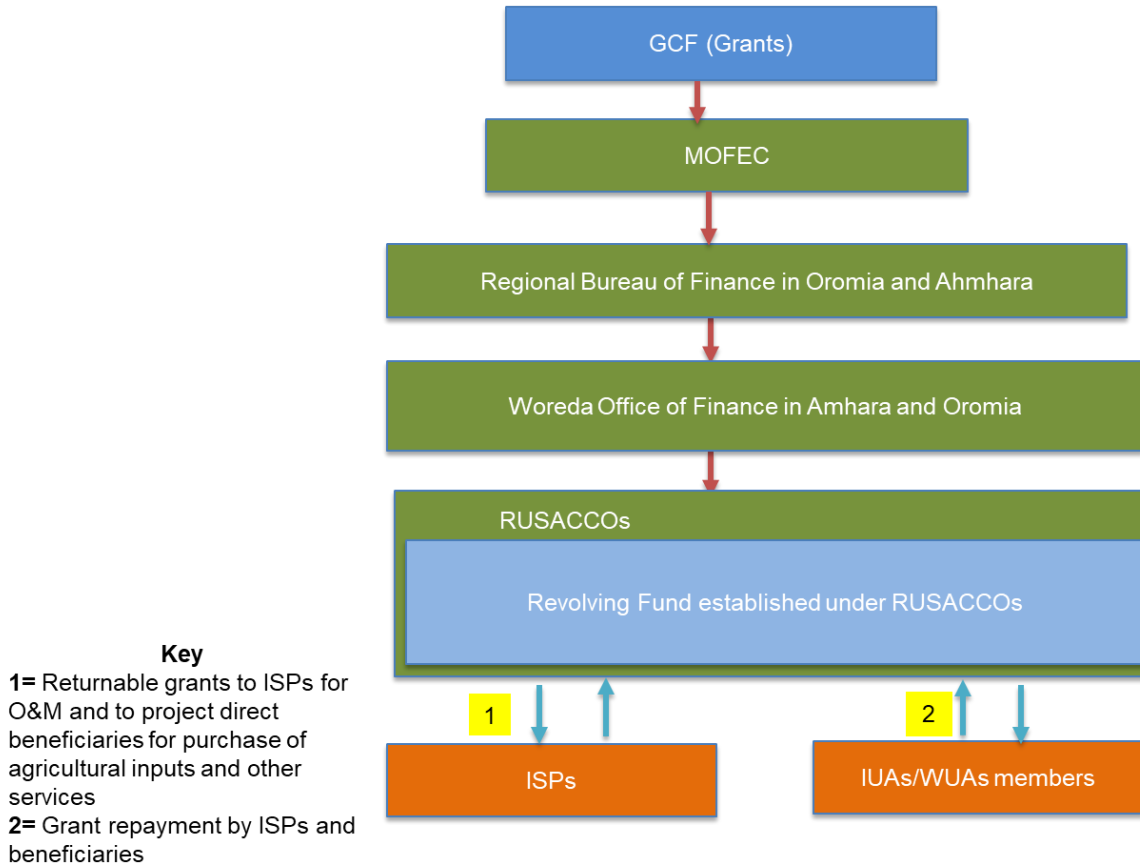 GCF (Grants)
MOFEC
Regional Bureau of Finance in Oromia and Ahmhara
Woreda Office of Finance in Amhara and Oromia
RUSACCOs
Revolving Fund established under RUSACCOs
1
2
ISPs
IUAs/WUAs members
Key
1= Returnable grants to ISPs for
O&M and to project direct
beneficiaries for purchase of
agricultural inputs and other
services
2= Grant repayment by ISPs and
beneficiaries